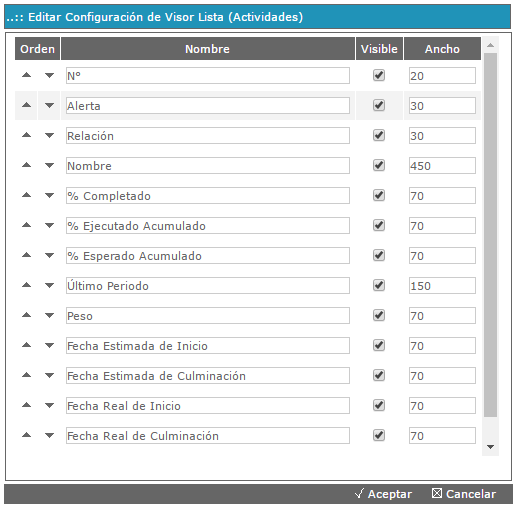 ..:: Editar Configuración de Visor Lista (Actividades)
Orden Nombre Visible Ancho
N° 20
Alerta 30
Relación 30
Nombre 450
% Completado 70
% Ejecutado Acumulado 70
% Esperado Acumulado 70
Último Periodo 150
Peso 70
Fecha Estimada de Inicio 70
Fecha Estimada de Culminación 70
Fecha Real de Inicio 70
Fecha Real de Culminación 70
Aceptar Cancelar